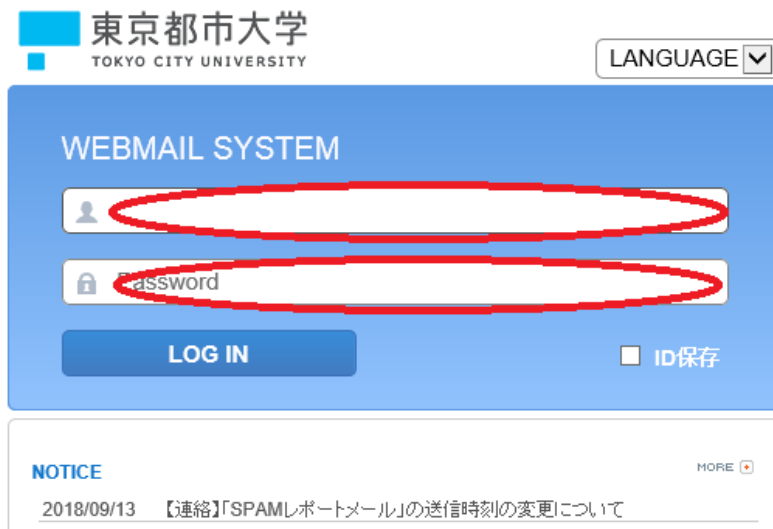 東京都市大学
TOKYO CITY UNIVERSITY
LANGUAGE
WEBMAIL SYSTEM
Password
LOG IN
ID保存
NOTICE
MORE
2018/09/13 【連絡】「SPAMレポートメール」の送信時刻の変更について